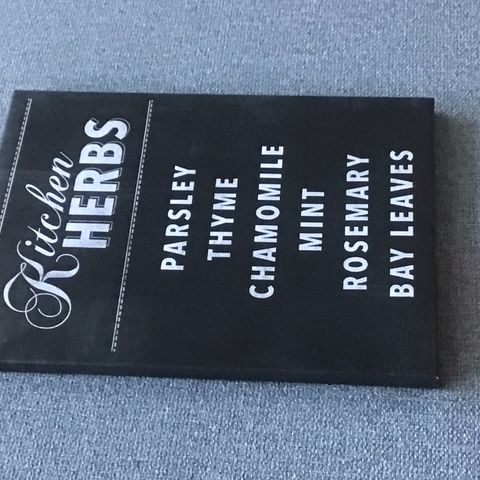 Kitchen
HERBS
PARSLEY
THYME
CHAMOMILE
MINT
ROSEMARY
BAY LEAVES